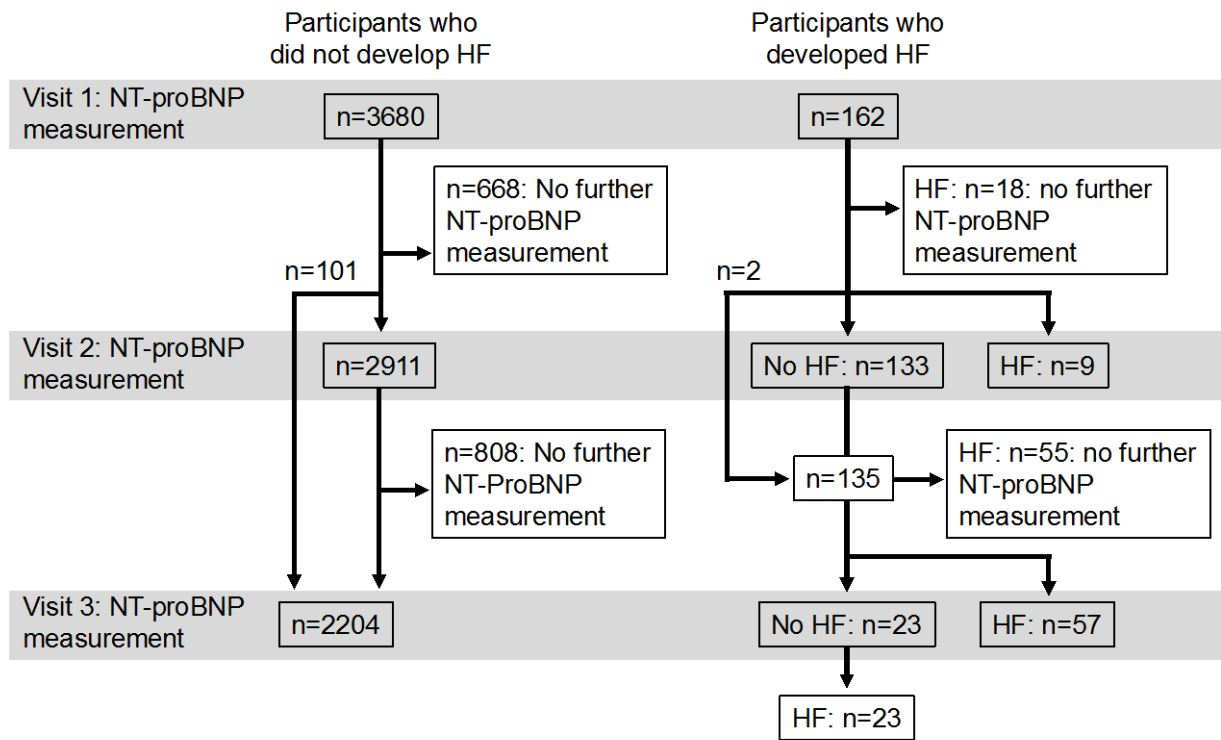 Participants who
did not develop HF
Participants who
developed HF
Visit 1: NT-proBNP
measurement
n=3680
n=162
n=668: No further
NT-proBNP
measurement
HF: n=18: no further
NT-proBNP
measurement
n=101
n=2
Visit 2: NT-proBNP
measurement
n=2911
No HF: n=133
HF: n=9
n=808: No further
NT-ProBNP
measurement
n=135
HF: n=55: no further
NT-proBNP
measurement
Visit 3: NT-proBNP
measurement
n=2204
No HF: n=23
HF: n=57
HF: n=23